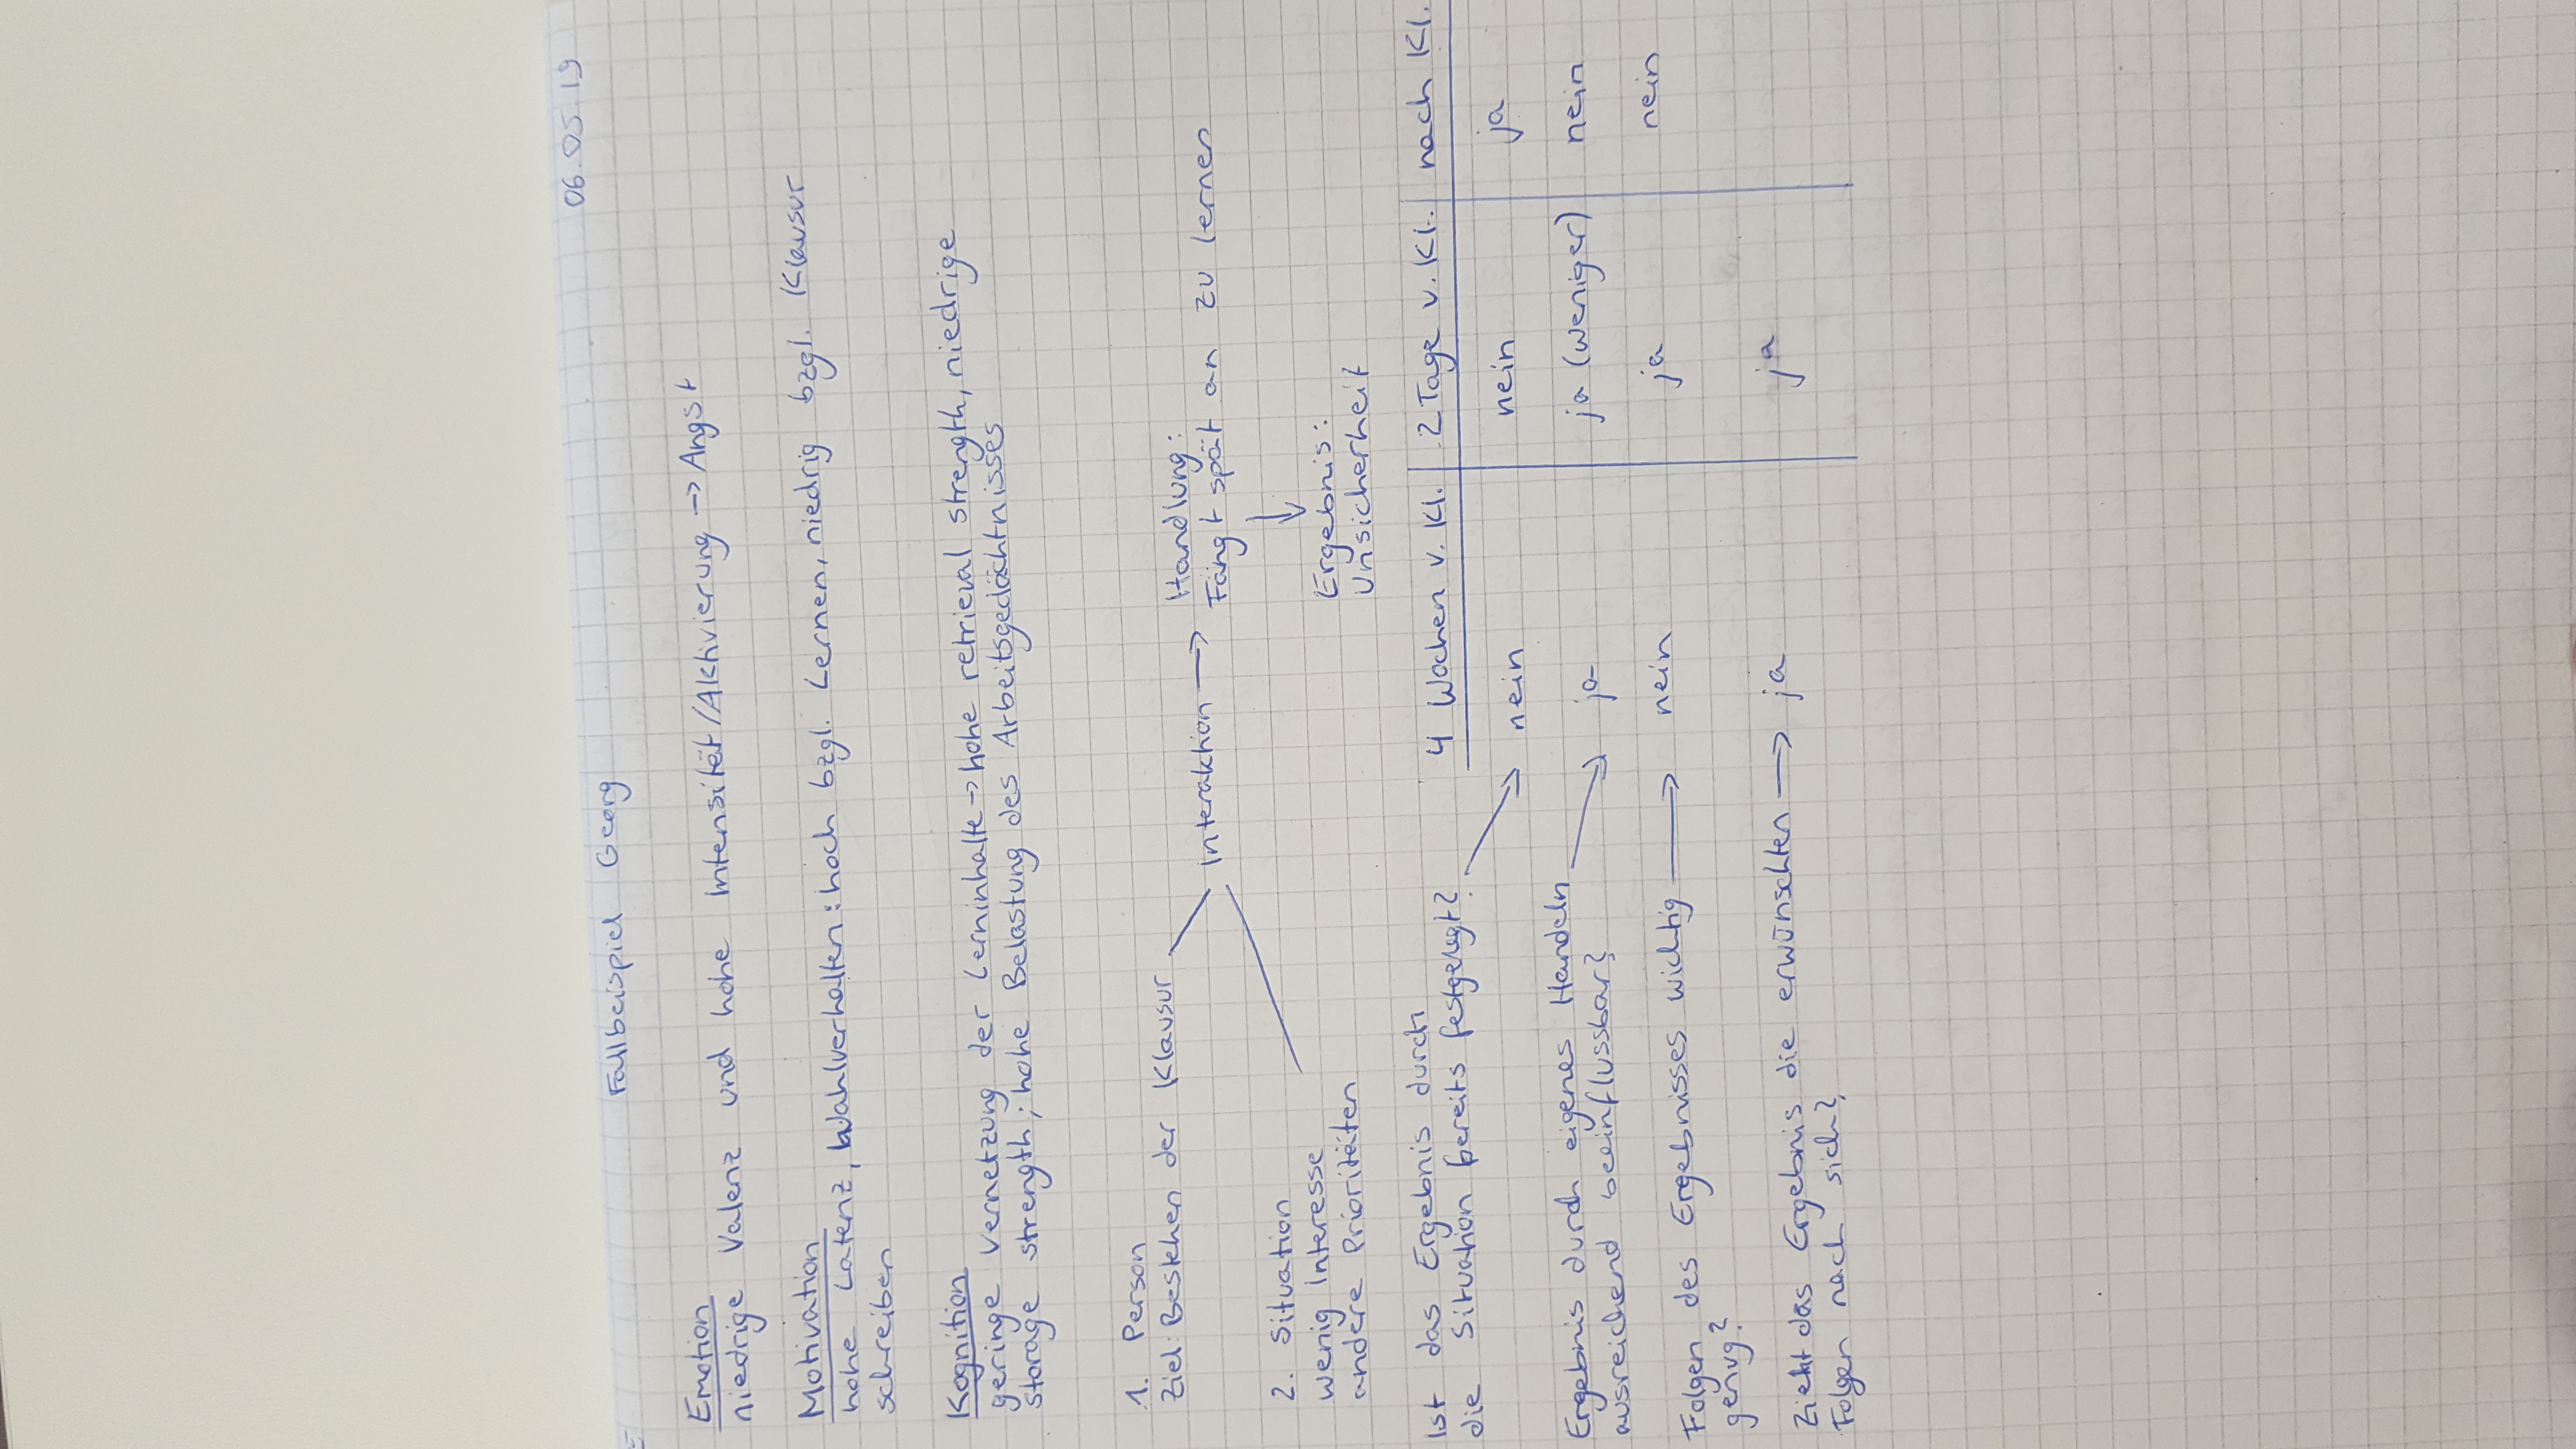 06.05.19
Fallbeispiel Georg
Emotion
niedrige Valenz und hohe Intensität/Aktivierung → Angst
Motivation
hohe Latenz, Wahlverhalten: hoch bzgl. Lernen, niedrig bzgl. Klausur
schreiben
Kognition
geringe Vernetzung der Lerninhalte → hohe retrieval strength, niedrige
storage strength; hohe Belastung des Arbeitsgedächtnisses
1. Person
Ziel: Bestehen der Klausur
Interaktion →
Handlung:
Fängt spät an zu lernen
↓
2. Situation
wenig Interesse
andere Prioritäten
Ergebnis:
Unsicherheit
4 Wochen v. Kl. 2 Tage v. Kl. nach Kl.
Ist das Ergebnis durch
die Situation bereits festgelegt? → nein nein ja
Ergebnis durch eigenes Handeln → ja ja (weniger) nein
ausreichend beeinflussbar?
Folgen des Ergebnisses wichtig → nein ja nein
genug?
Zieht das Ergebnis die erwünschten → ja ja
Folgen nach sich?